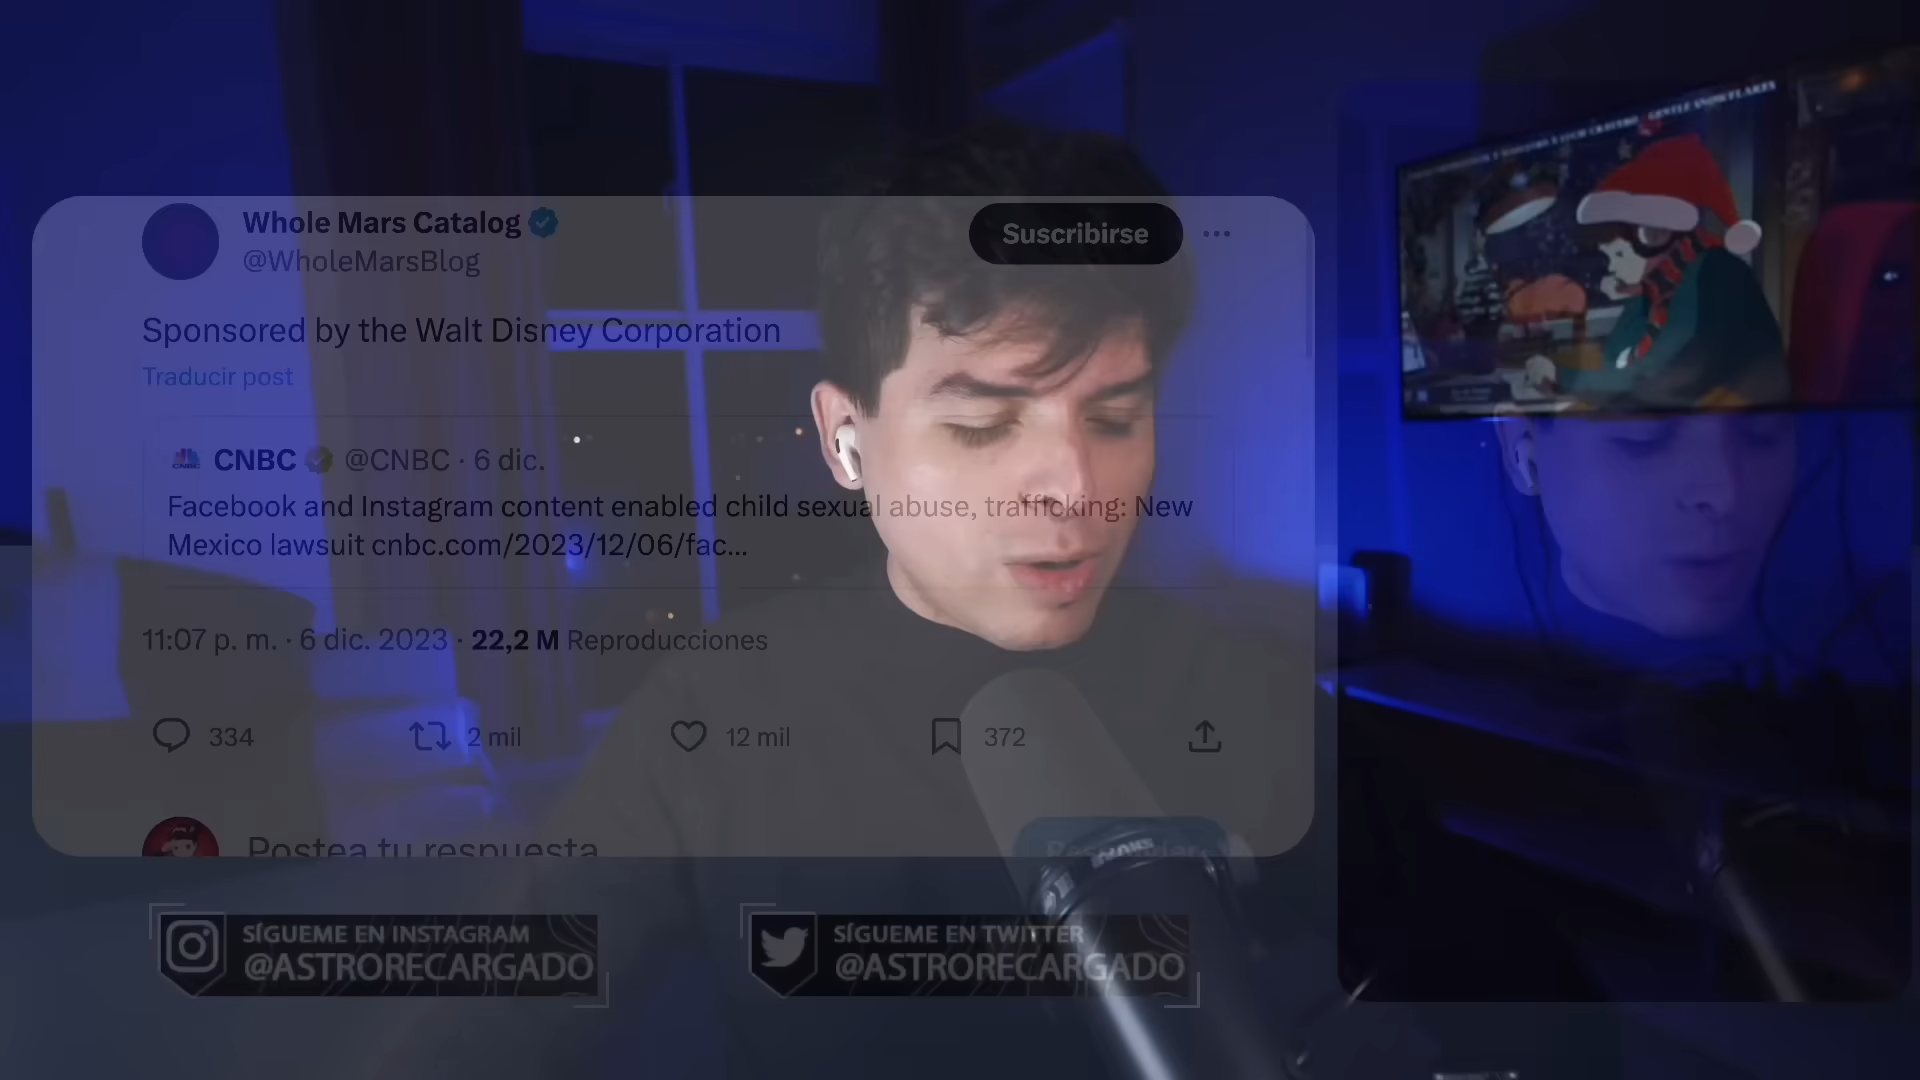 Whole Mars Catalog
Suscribirse
@WholeMarsBlog
Sponsored by the Walt Disney Corporation
Traducir post
CNBC @CNBC · 6 dic.
Facebook and Instagram content enabled child sexual abuse, trafficking: New
Mexico lawsuit cnbc.com/2023/12/06/fac...
11:07 p. m. · 6 dic. 2023 · 22,2 M Reproducciones
334
2 mil
12 mil
372
Postea tu respuesta
SÍGUEME EN INSTAGRAM
@ASTRORECARGADO
SÍGUEME EN TWITTER
@ASTRORECARGADO